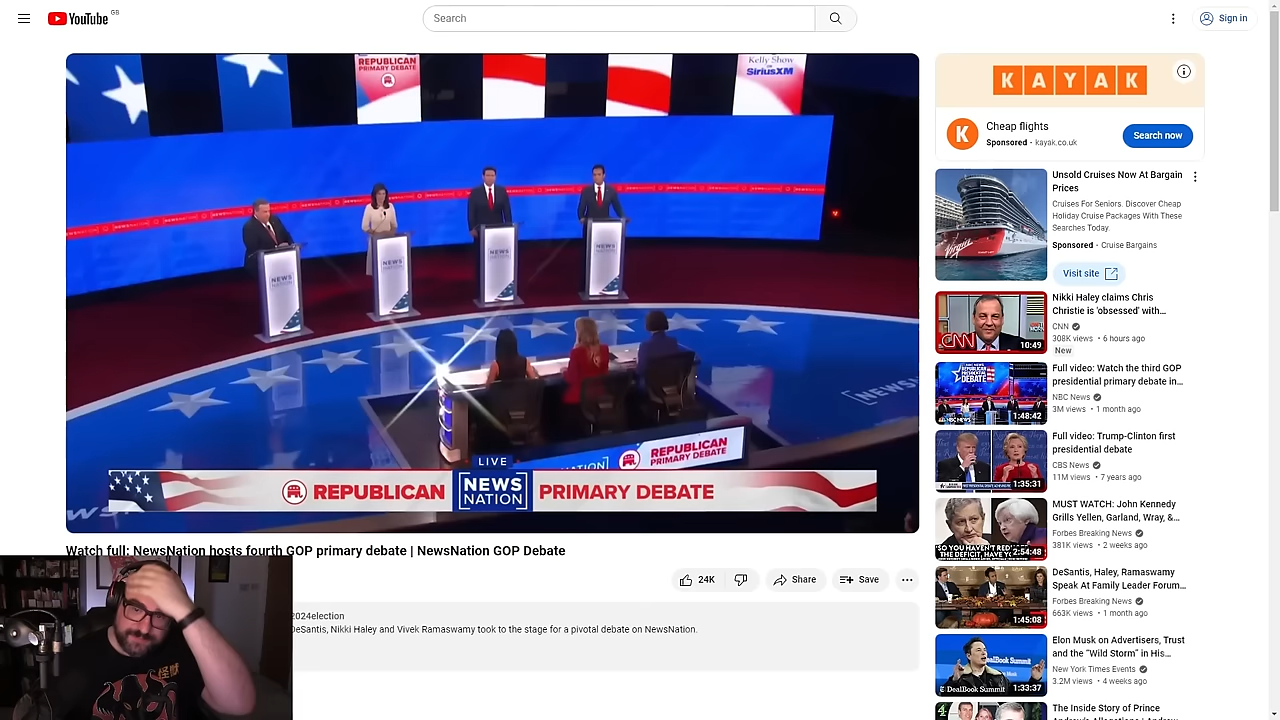 YouTube GB
Search
Sign in
REPUBLICAN
PRIMARY DEBATE
Kelly Show
SiriusXM
NEWS
NATION
NEWS
NATION
NEWS
NATION
NEWS
NATION
REPUBLICAN
PRIMARY DEBATE
LIVE
REPUBLICAN
NEWS
NATION
PRIMARY DEBATE
Watch full: NewsNation hosts fourth GOP primary debate | NewsNation GOP Debate
24K
Share
Save
2024election
DeSantis, Nikki Haley and Vivek Ramaswamy took to the stage for a pivotal debate on NewsNation.
KAYAK
K
Cheap flights
Sponsored · kayak.co.uk
Search now
Virgin
Unsold Cruises Now At Bargain
Prices
Cruises For Seniors. Discover Cheap
Holiday Cruise Packages With These
Searches Today.
Sponsored · Cruise Bargains
Visit site
CNN
10:49
Nikki Haley claims Chris
Christie is 'obsessed' with…
CNN
308K views · 6 hours ago
New
REPUBLICAN
PRESIDENTIAL
DEBATE
NBC NEWS
1:48:42
Full video: Watch the third GOP
presidential primary debate in…
NBC News
3M views · 1 month ago
1:35:31
Full video: Trump-Clinton first
presidential debate
CBS News
11M views · 7 years ago
2:54:48
MUST WATCH: John Kennedy
Grills Yellen, Garland, Wray, &…
Forbes Breaking News
381K views · 2 weeks ago
1:45:08
DeSantis, Haley, Ramaswamy
Speak At Family Leader Forum…
Forbes Breaking News
663K views · 1 month ago
DealBook Summit
1:33:37
Elon Musk on Advertisers, Trust
and the “Wild Storm” in His…
New York Times Events
3.2M views · 4 weeks ago
4
The Inside Story of Prince